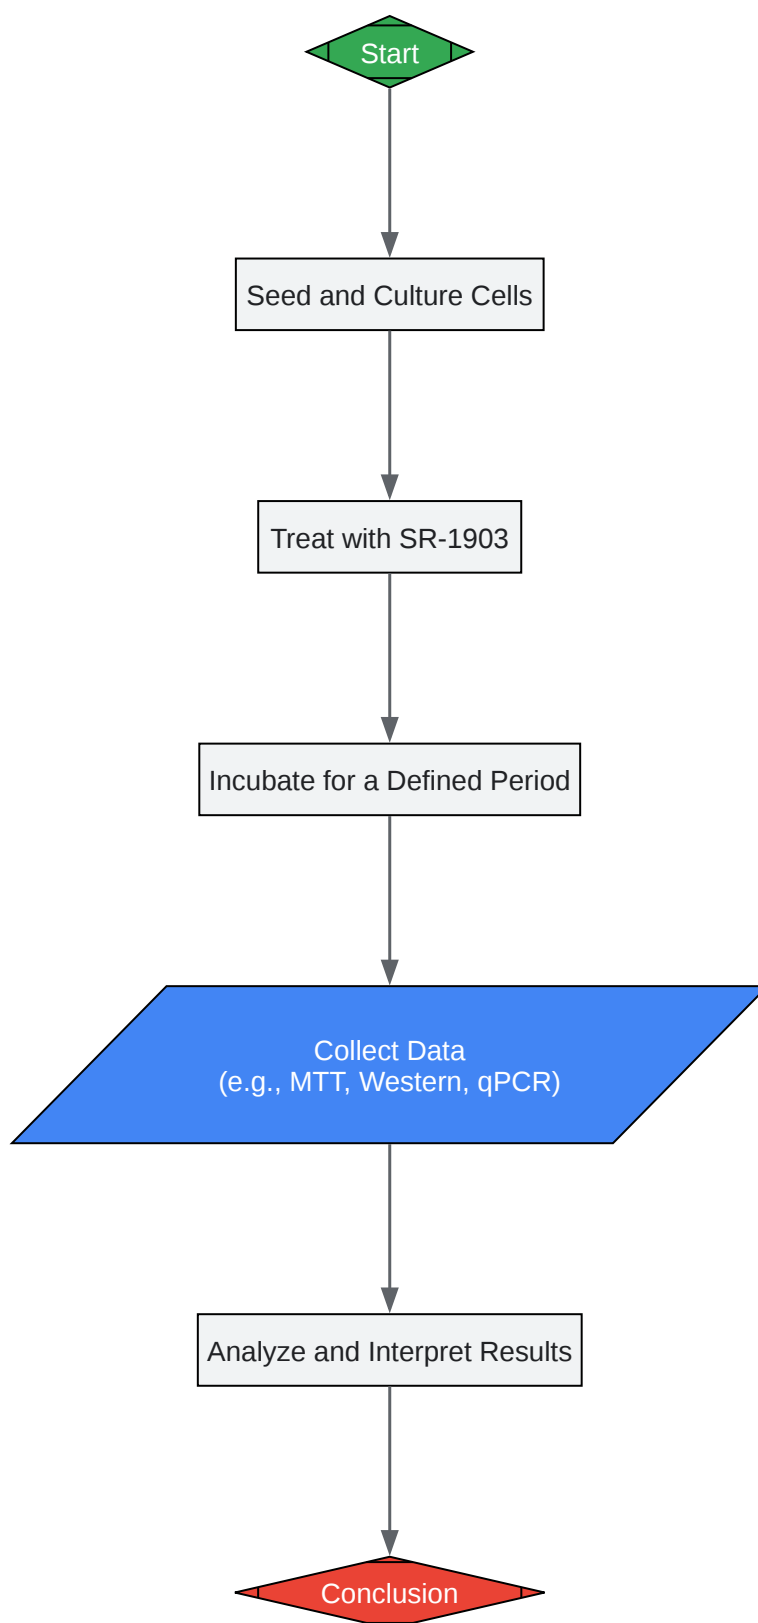 Start
Seed and Culture Cells
Treat with SR-1903
Incubate for a Defined Period
Collect Data
(e.g., MTT, Western, qPCR)
Analyze and Interpret Results
Conclusion